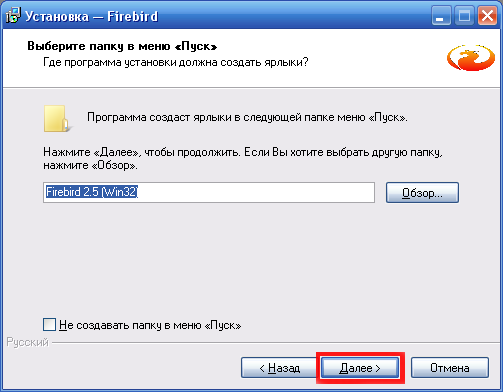 Установка — Firebird
Выберите папку в меню «Пуск»
Где программа установки должна создать ярлыки?
Программа создаст ярлыки в следующей папке меню «Пуск».
Нажмите «Далее», чтобы продолжить. Если Вы хотите выбрать другую папку,
нажмите «Обзор».
Firebird 2.5 (Win32)
Обзор...
Не создавать папку в меню «Пуск»
Русский
< Назад
Далее >
Отмена